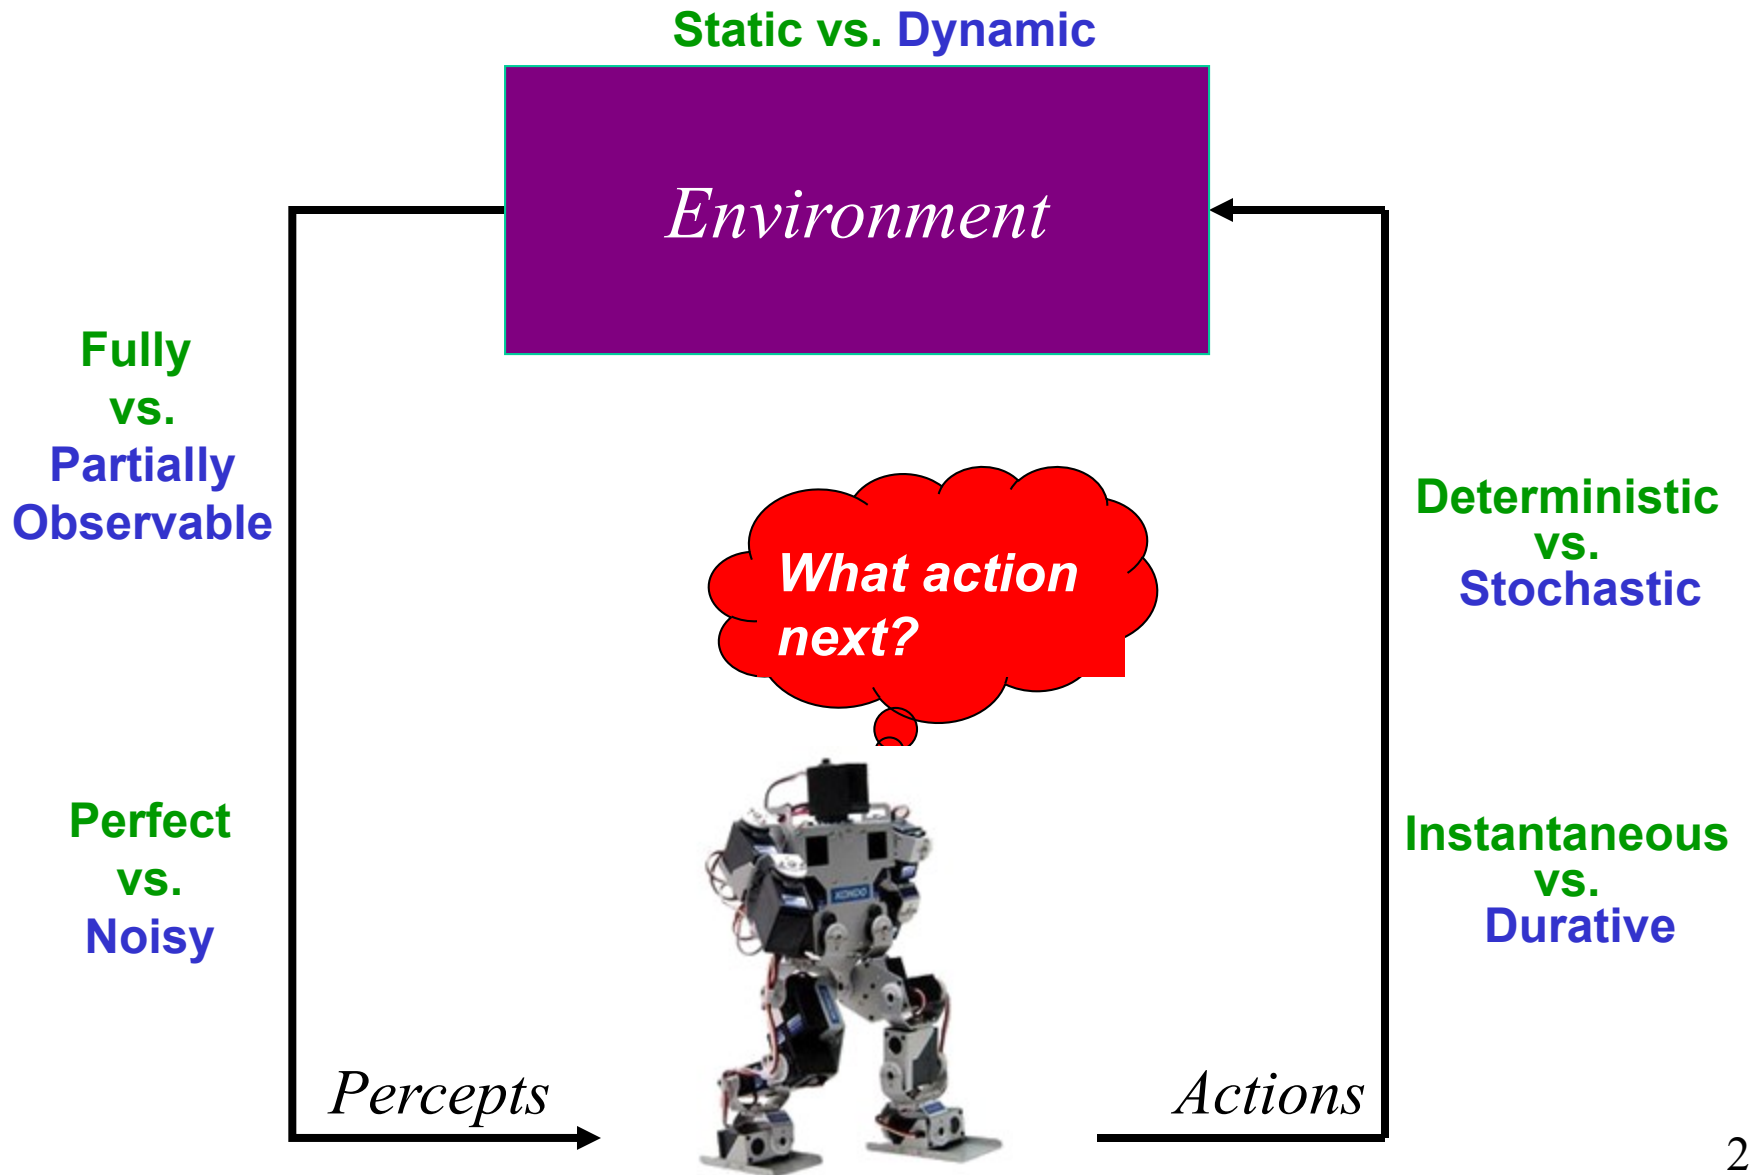 Static vs. Dynamic
Environment
Fully
vs.
Partially
Observable
What action
next?
Deterministic
vs.
Stochastic
Perfect
vs.
Noisy
Instantaneous
vs.
Durative
KONDO
Percepts
Actions
2